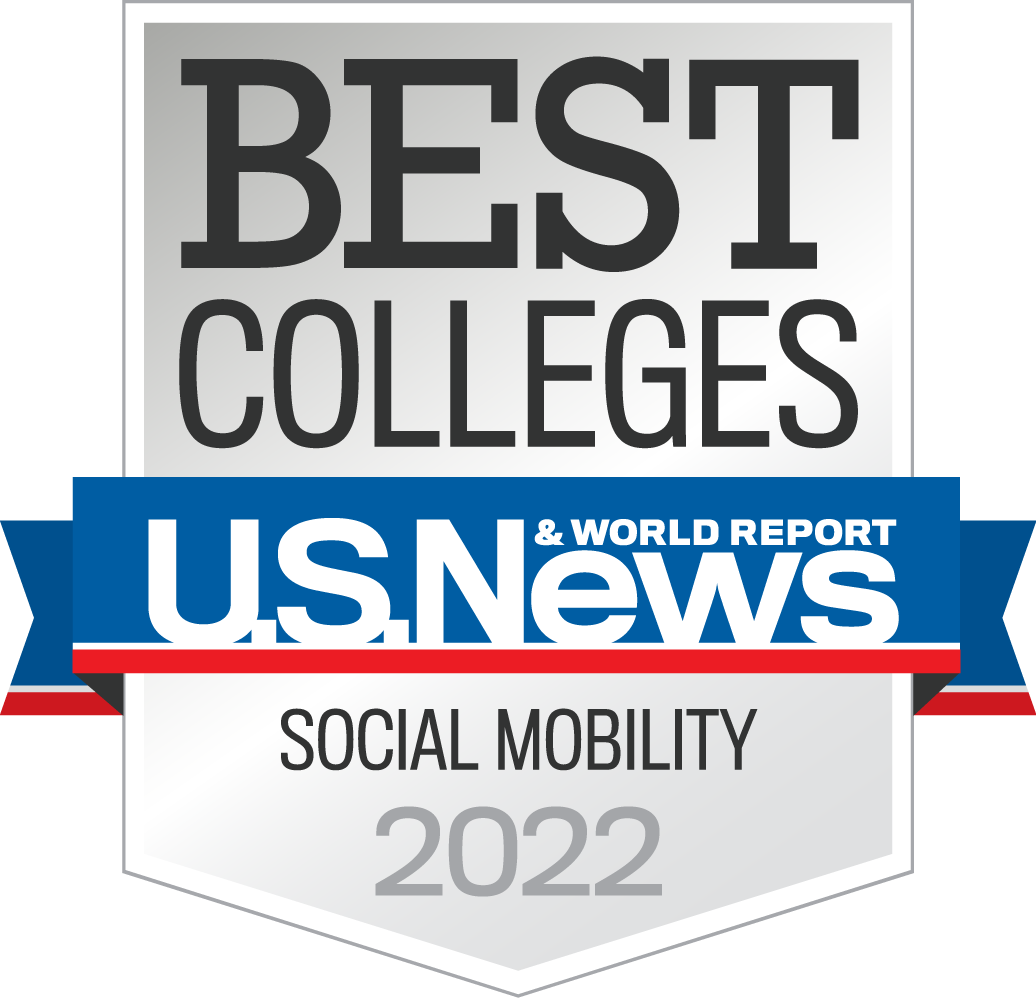 BEST
COLLEGES
& WORLD REPORT
U.S.News
SOCIAL MOBILITY
2022